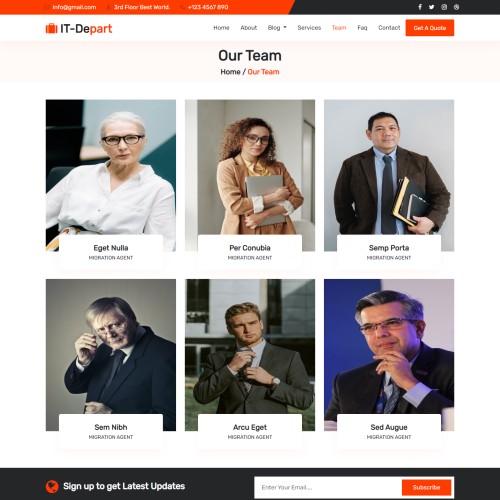 info@gmail.com 3rd Floor Best World. +123 4567 890
IT-Depart Home About Blog Services Team Faq Contact Get A Quote
Our Team
Home / Our Team
Eget Nulla
MIGRATION AGENT
Per Conubia
MIGRATION AGENT
Semp Porta
MIGRATION AGENT
Sem Nibh
MIGRATION AGENT
Arcu Eget
MIGRATION AGENT
Sed Augue
MIGRATION AGENT
Sign up to get Latest Updates Enter Your Email.... Subscribe